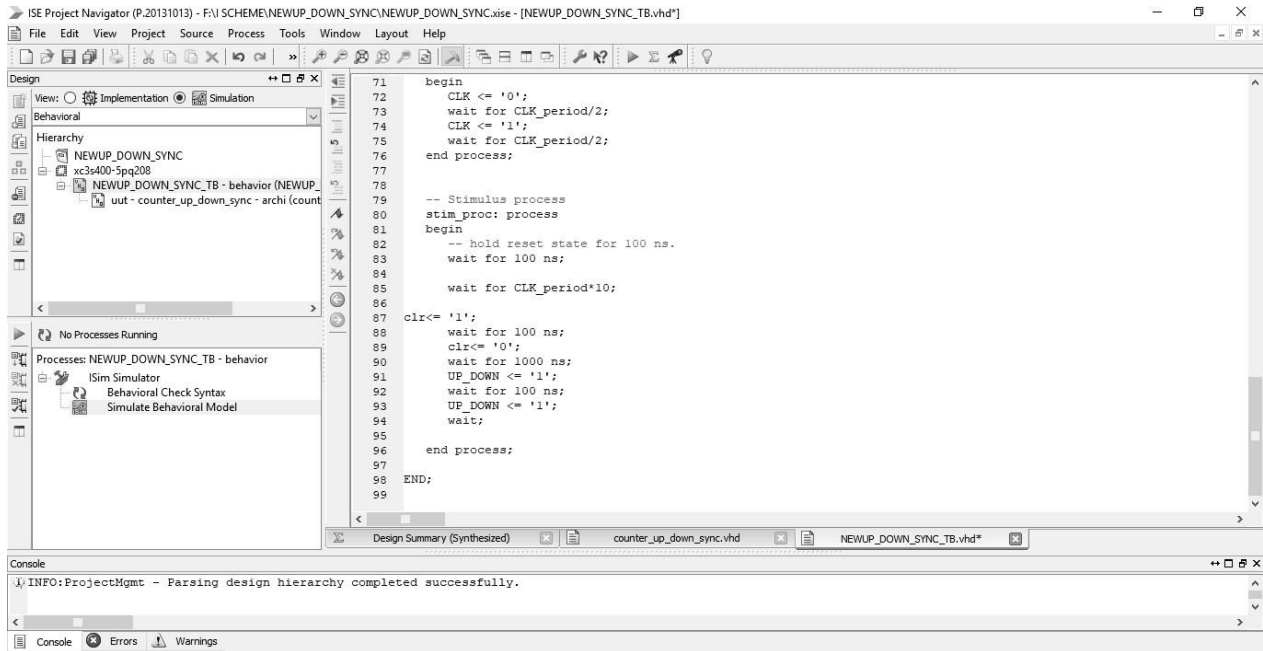 ISE Project Navigator (P.20131013) - F:\I SCHEME\NEWUP_DOWN_SYNC\NEWUP_DOWN_SYNC.xise - [NEWUP_DOWN_SYNC_TB.vhd*]
File Edit View Project Source Process Tools Window Layout Help
Design
View: Implementation Simulation
Behavioral
Hierarchy
NEWUP_DOWN_SYNC
xc3s400-5pq208
NEWUP_DOWN_SYNC_TB - behavior (NEWUP_
uut - counter_up_down_sync - archi (count
No Processes Running
Processes: NEWUP_DOWN_SYNC_TB - behavior
ISim Simulator
Behavioral Check Syntax
Simulate Behavioral Model
71 begin
72 CLK <= '0';
73 wait for CLK_period/2;
74 CLK <= '1';
75 wait for CLK_period/2;
76 end process;
77
78
79 -- Stimulus process
80 stim_proc: process
81 begin
82 -- hold reset state for 100 ns.
83 wait for 100 ns;
84
85 wait for CLK_period*10;
86
87 clr<= '1';
88 wait for 100 ns;
89 clr<= '0';
90 wait for 1000 ns;
91 UP_DOWN <= '1';
92 wait for 100 ns;
93 UP_DOWN <= '1';
94 wait;
95
96 end process;
97
98 END;
99
Design Summary (Synthesized) counter_up_down_sync.vhd NEWUP_DOWN_SYNC_TB.vhd*
Console
INFO:ProjectMgmt - Parsing design hierarchy completed successfully.
Console Errors Warnings